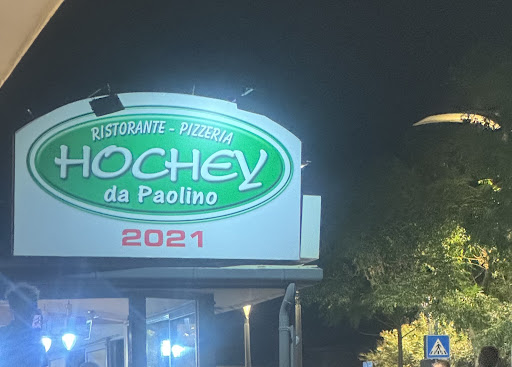 RISTORANTE - PIZZERIA
HOCHEY
da Paolino
2021